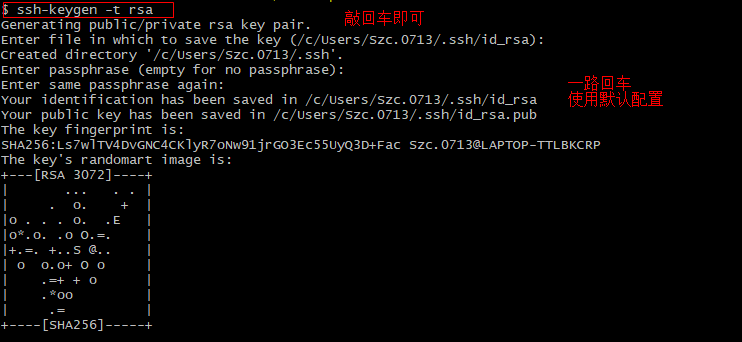 $ ssh-keygen -t rsa
敲回车即可
Generating public/private rsa key pair.
Enter file in which to save the key (/c/Users/Szc.0713/.ssh/id_rsa):
Created directory '/c/Users/Szc.0713/.ssh'.
Enter passphrase (empty for no passphrase):
Enter same passphrase again:
一路回车
使用默认配置
Your identification has been saved in /c/Users/Szc.0713/.ssh/id_rsa
Your public key has been saved in /c/Users/Szc.0713/.ssh/id_rsa.pub
The key fingerprint is:
SHA256:Ls7wlTV4DvGNC4CKlyR7oNw91jrGO3Ec55UyQ3D+Fac Szc.0713@LAPTOP-TTLBKCRP
The key's randomart image is:
+---[RSA 3072]----+
|       ...   . . |
|     .  o.    +  |
|o . . . o.  .E   |
|o*.o. .o O.=.    |
|+.=. +..S @..    |
| o  o.o+ O o     |
|    .=+ + o      |
|    .*oo         |
|     .=          |
+----[SHA256]-----+